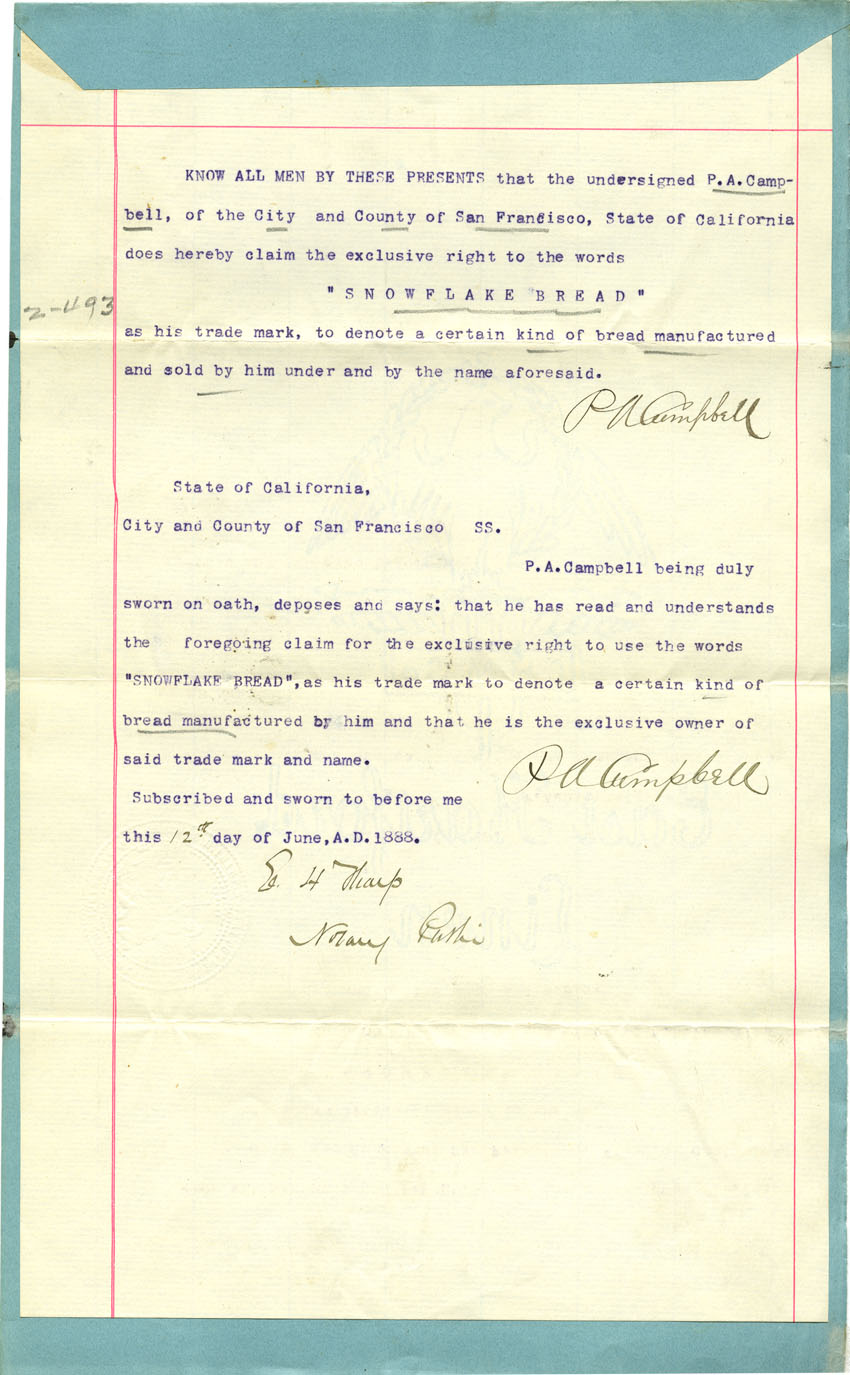 KNOW ALL MEN BY THESE PRESENTS that the undersigned P.A.Camp-
bell, of the City and County of San Francisco, State of California
does hereby claim the exclusive right to the words
"SNOWFLAKE BREAD"
2-493
as his trade mark, to denote a certain kind of bread manufactured
and sold by him under and by the name aforesaid.
P A Campbell
State of California,
City and County of San Francisco SS.
P.A.Campbell being duly
sworn on oath, deposes and says: that he has read and understands
the foregoing claim for the exclusive right to use the words
"SNOWFLAKE BREAD", as his trade mark to denote a certain kind of
bread manufactured by him and that he is the exclusive owner of
said trade mark and name.
P A Campbell
Subscribed and sworn to before me
this 12th day of June, A.D.1888.
Tharp
Notary Public